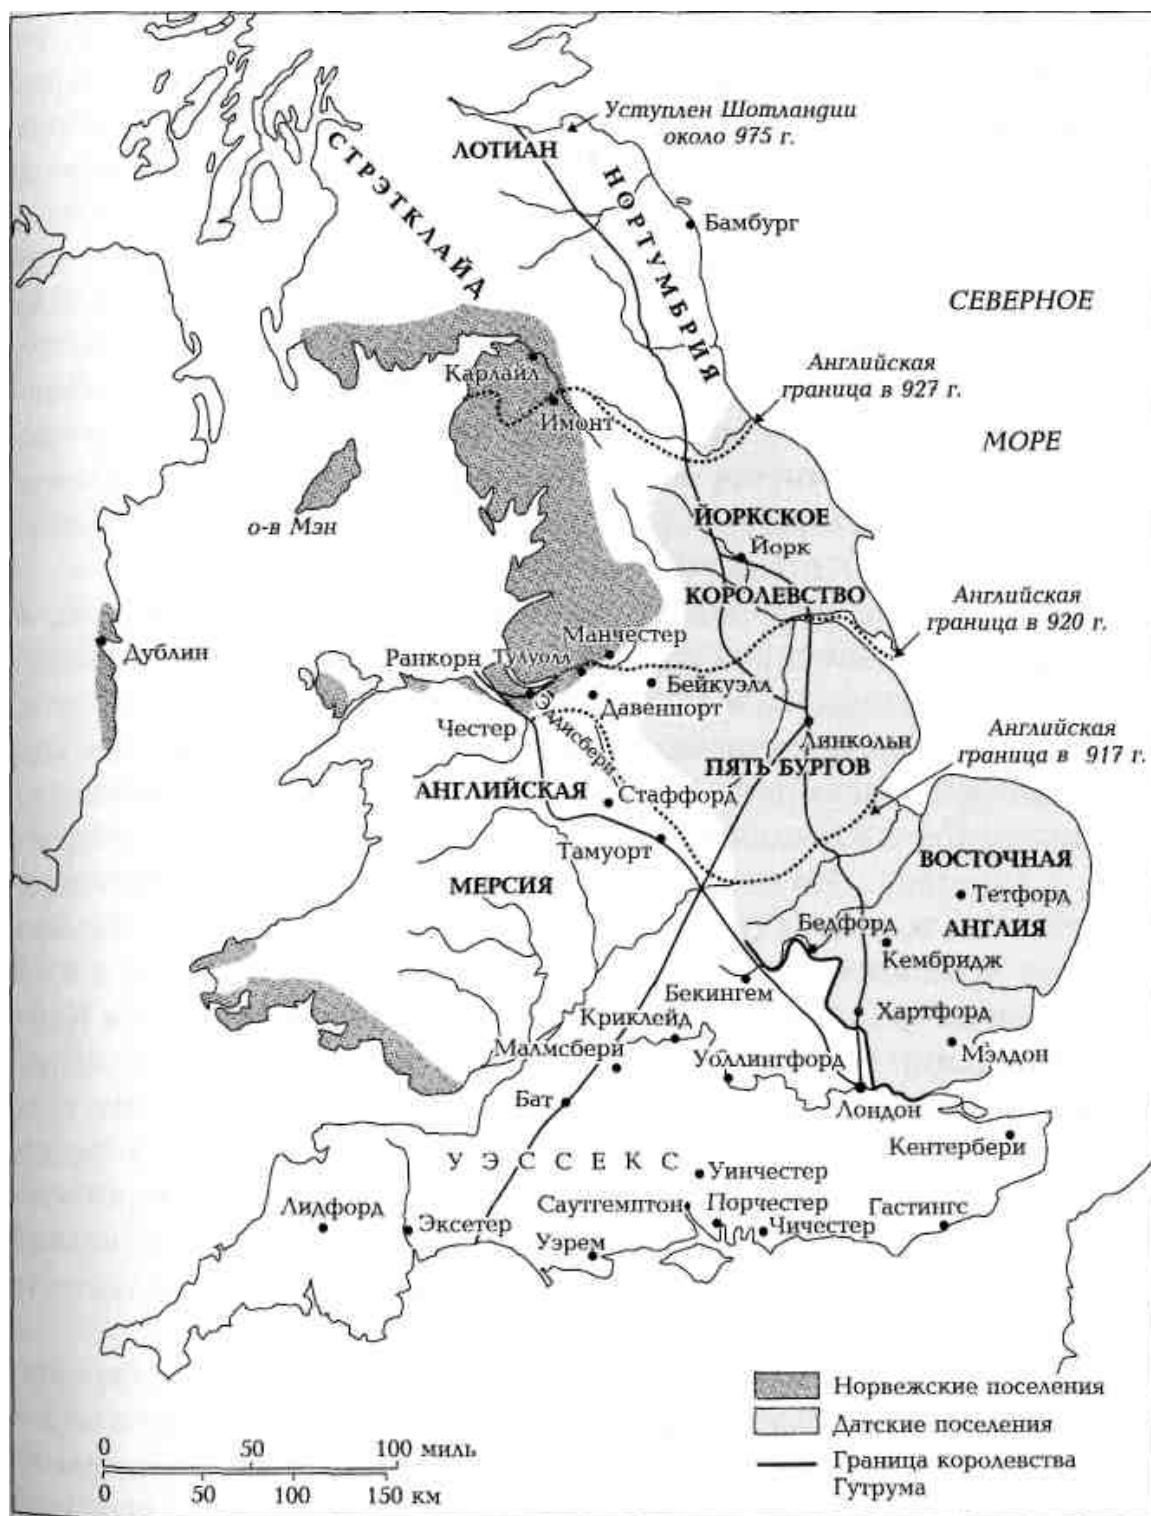 Уступлен Шотландии
около 975 г.
ЛОТИАН
СТРЭТКЛАЙД
НОРТУМБРИЯ
Бамбург
СЕВЕРНОЕ
МОРЕ
Английская
граница в 927 г.
Карлайл
Имонт
о-в Мэн
ЙОРКСКОЕ
Йорк
КОРОЛЕВСТВО
Английская
граница в 920 г.
Дублин
Манчестер
Ранкорн
Тулуолл
Бейкуэлл
Давеншорт
Эддисбери
Честер
Линкольн
Английская
граница в 917 г.
ПЯТЬ БУРГОВ
АНГЛИЙСКАЯ
Стаффорд
Тамуорт
МЕРСИЯ
ВОСТОЧНАЯ
Тетфорд
АНГЛИЯ
Бедфорд
Кембридж
Бекингем
Хартфорд
Криклейд
Малмсбери
Уоллингфорд
Мэлдон
Бат
Лондон
Кентербери
УЭССЕКС
Уинчестер
Саутгемптон
Порчестер
Гастингс
Лидфорд
Эксетер
Чичестер
Уэрем
Норвежские поселения
Датские поселения
Граница королевства
Гутрума
0 50 100 миль
0 50 100 150 км